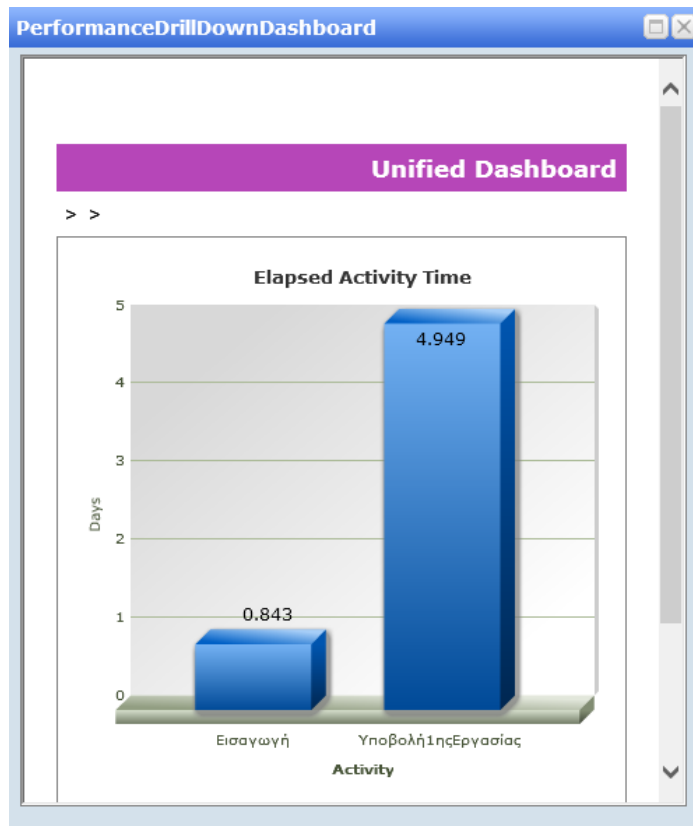 PerformanceDrillDownDashboard
Unified Dashboard
> >
Elapsed Activity Time
5
4.949
4
3
Days
2
1
0.843
0
Εισαγωγή Υποβολή1ηςΕργασίας
Activity